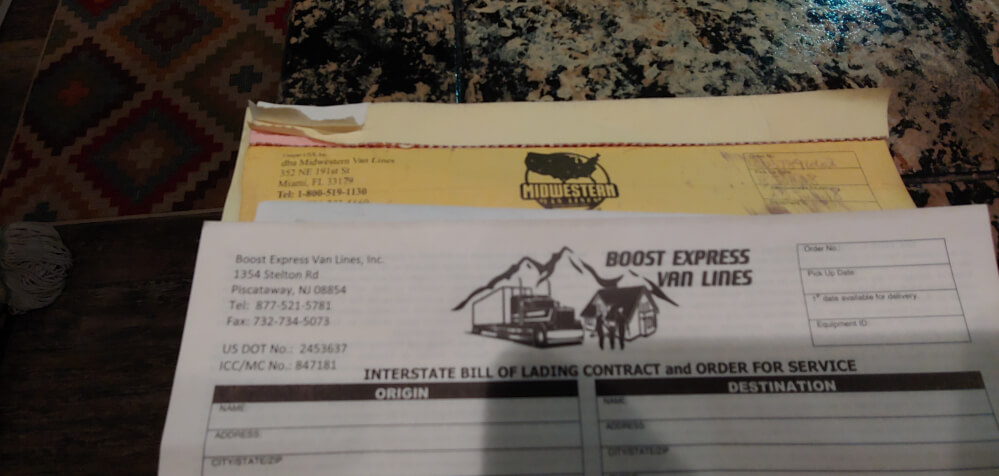 dba Midwestern Van Lines
352 NE 191st St
Miami, FL 33179
Tel: 1-800-519-1130
MIDWESTERN
VAN LINES
Boost Express Van Lines, Inc.
1354 Stelton Rd
Piscataway, NJ 08854
Tel: 877-521-5781
Fax: 732-734-5073
US DOT No.: 2453637
ICC/MC No.: 847181
BOOST EXPRESS
VAN LINES
Order No.:
Pick Up Date:
1st date available for delivery
Equipment ID:
INTERSTATE BILL OF LADING CONTRACT and ORDER FOR SERVICE
ORIGIN
NAME:
ADDRESS:
CITY/STATE/ZIP
DESTINATION
NAME:
ADDRESS:
CITY/STATE/ZIP